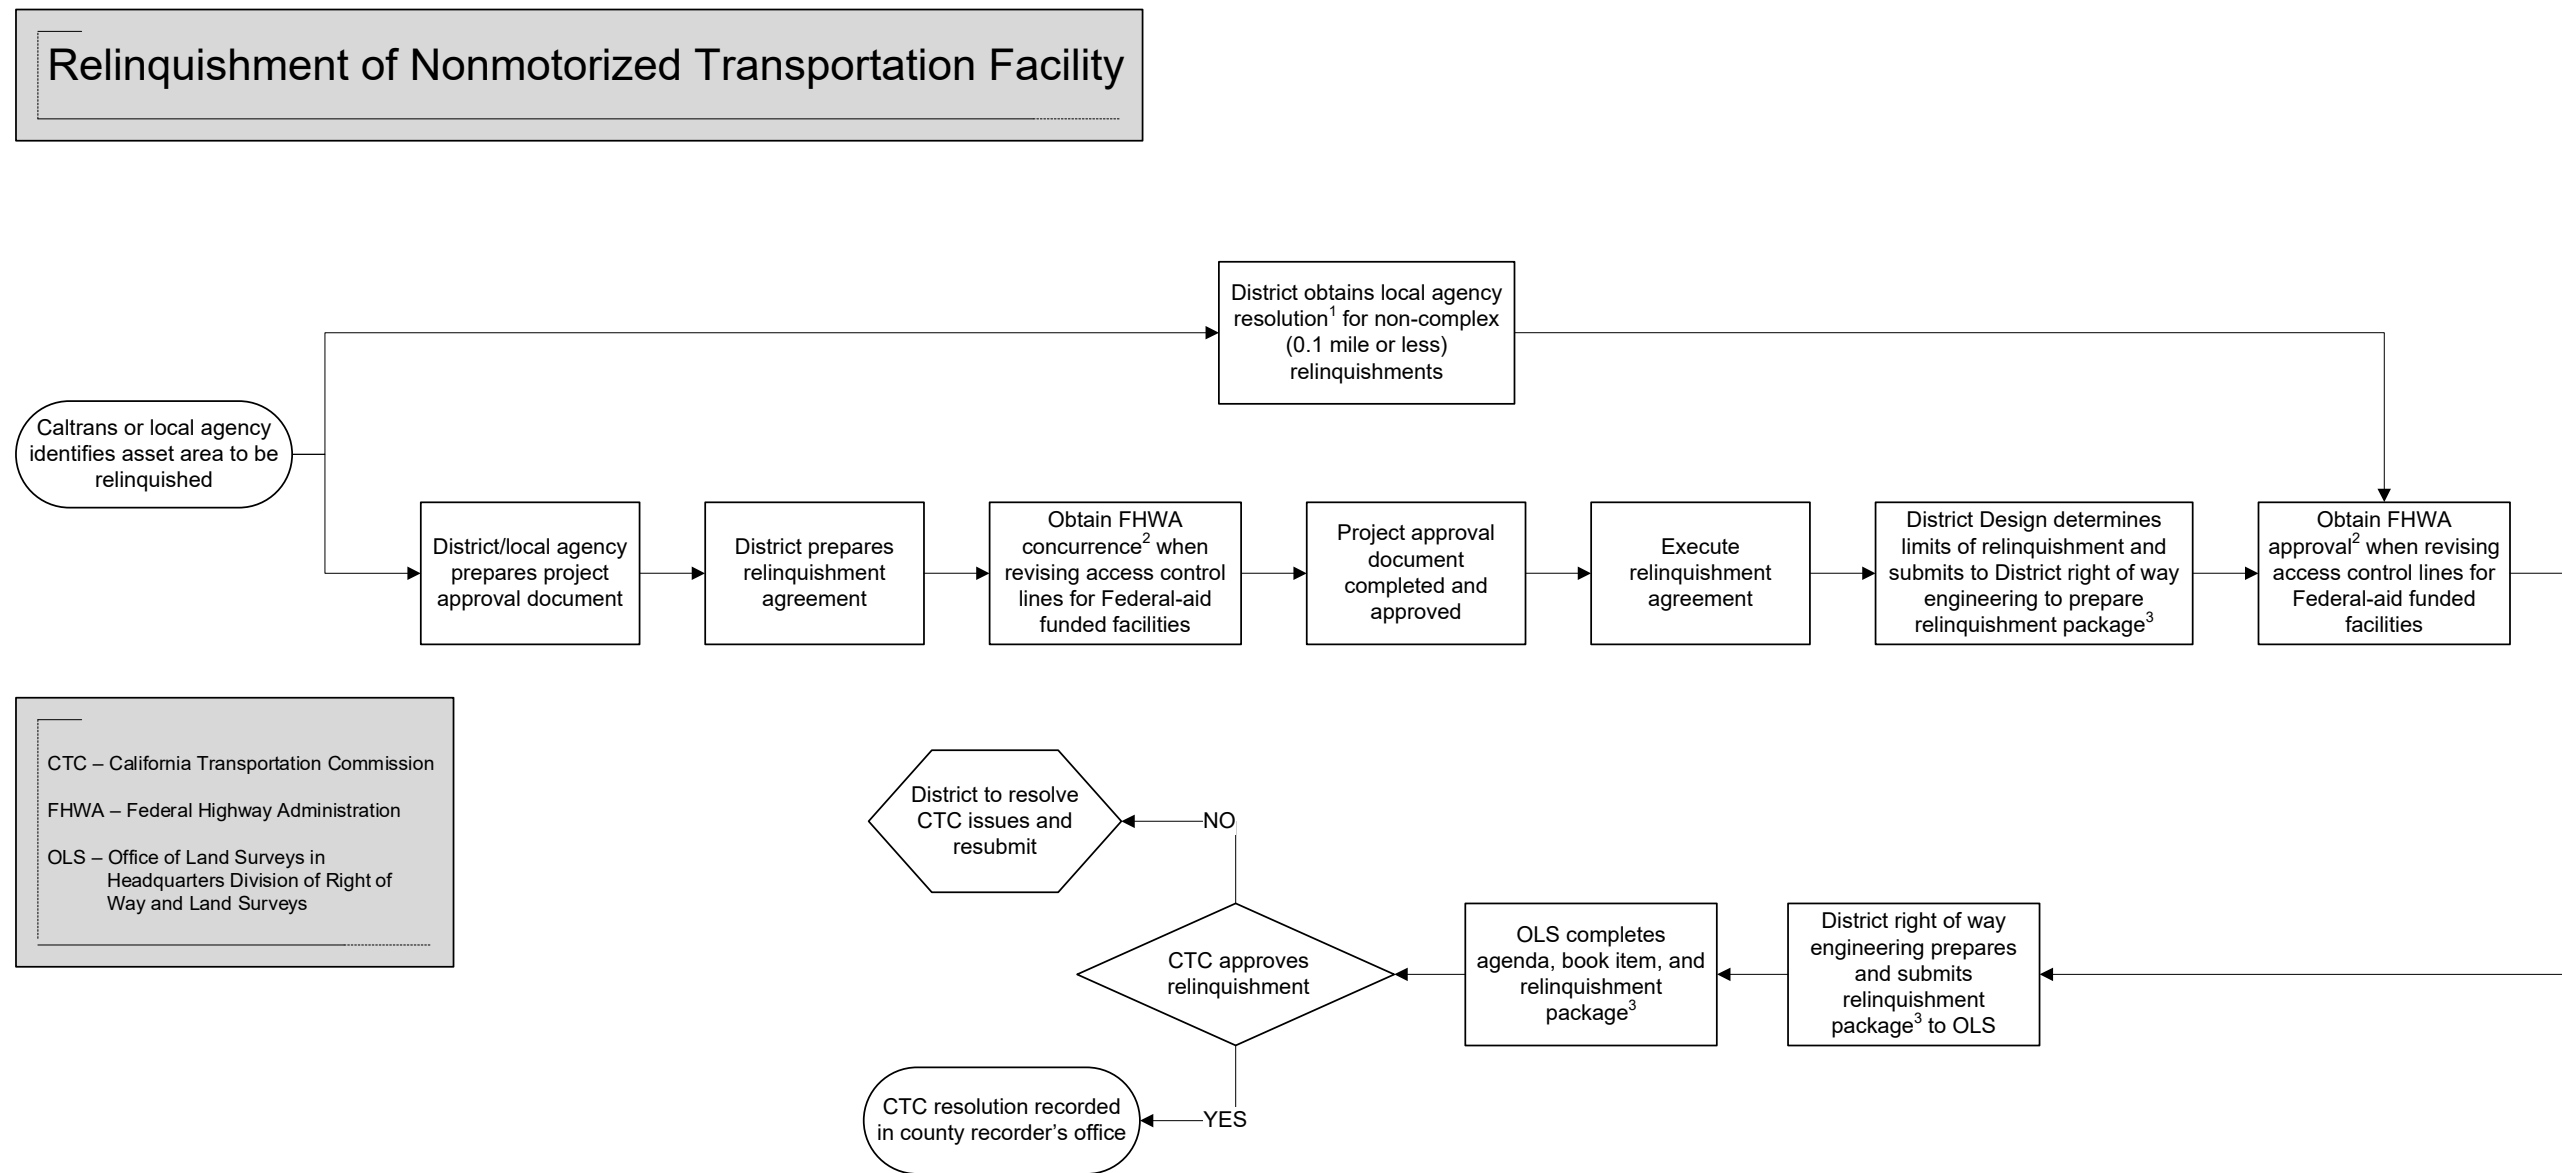 Relinquishment of Nonmotorized Transportation Facility
District obtains local agency
resolution¹ for non-complex
(0.1 mile or less)
relinquishments
Caltrans or local agency
identifies asset area to be
relinquished
District/local agency
prepares project
approval document
District prepares
relinquishment
agreement
Obtain FHWA
concurrence² when
revising access control
lines for Federal-aid
funded facilities
Project approval
document
completed and
approved
Execute
relinquishment
agreement
District Design determines
limits of relinquishment and
submits to District right of way
engineering to prepare
relinquishment package³
Obtain FHWA
approval² when revising
access control lines for
Federal-aid funded
facilities
CTC – California Transportation Commission
FHWA – Federal Highway Administration
OLS – Office of Land Surveys in
Headquarters Division of Right of
Way and Land Surveys
District to resolve
CTC issues and
resubmit
NO
CTC approves
relinquishment
OLS completes
agenda, book item, and
relinquishment
package³
District right of way
engineering prepares
and submits
relinquishment
package³ to OLS
CTC resolution recorded
in county recorder’s office
YES